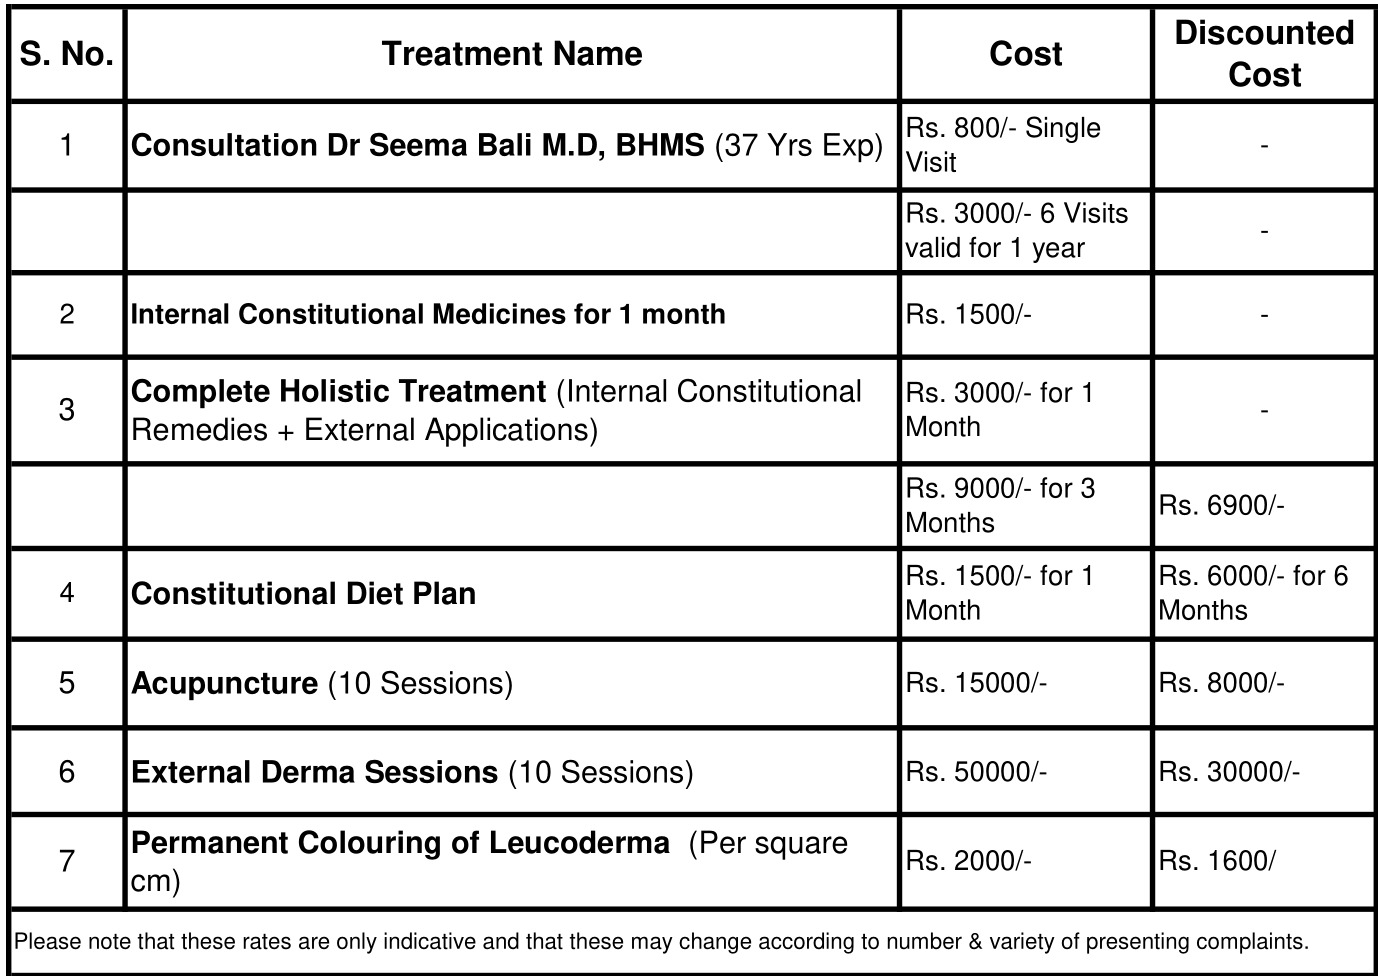 S. No. Treatment Name Cost Discounted
Cost
1 Consultation Dr Seema Bali M.D, BHMS (37 Yrs Exp) Rs. 800/- Single
Visit -
Rs. 3000/- 6 Visits
valid for 1 year -
2 Internal Constitutional Medicines for 1 month Rs. 1500/- -
3 Complete Holistic Treatment (Internal Constitutional
Remedies + External Applications) Rs. 3000/- for 1
Month -
Rs. 9000/- for 3
Months Rs. 6900/-
4 Constitutional Diet Plan Rs. 1500/- for 1
Month Rs. 6000/- for 6
Months
5 Acupuncture (10 Sessions) Rs. 15000/- Rs. 8000/-
6 External Derma Sessions (10 Sessions) Rs. 50000/- Rs. 30000/-
7 Permanent Colouring of Leucoderma (Per square
cm) Rs. 2000/- Rs. 1600/
Please note that these rates are only indicative and that these may change according to number & variety of presenting complaints.